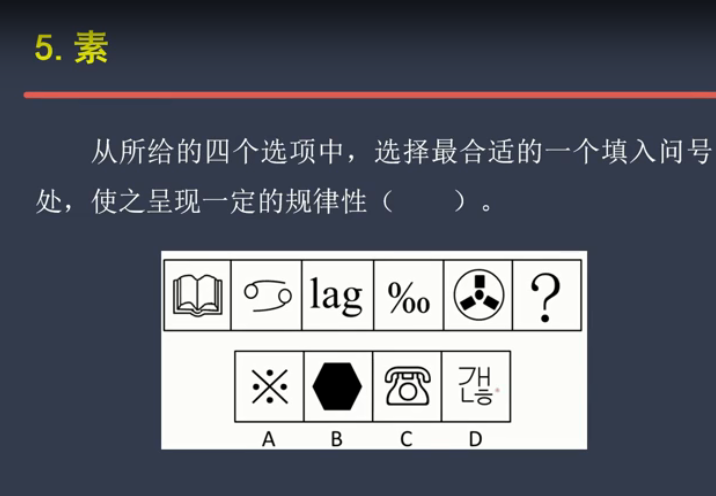 5. 素
从所给的四个选项中，选择最合适的一个填入问号
处，使之呈现一定的规律性（　　）。
lag ‰ ?
※
A B C D